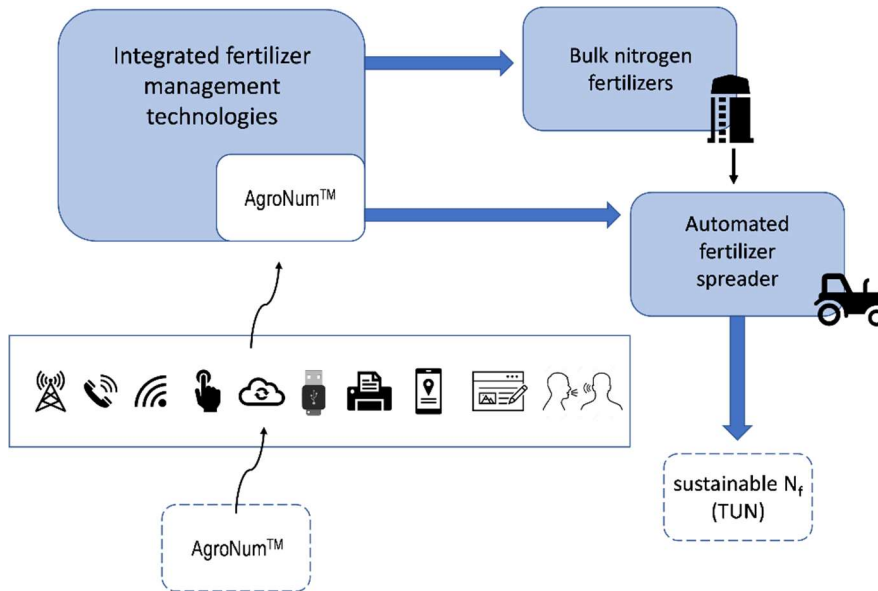 Integrated fertilizer
management
technologies
AgroNum™
Bulk nitrogen
fertilizers
Automated
fertilizer
spreader
sustainable Nf
(TUN)
AgroNum™